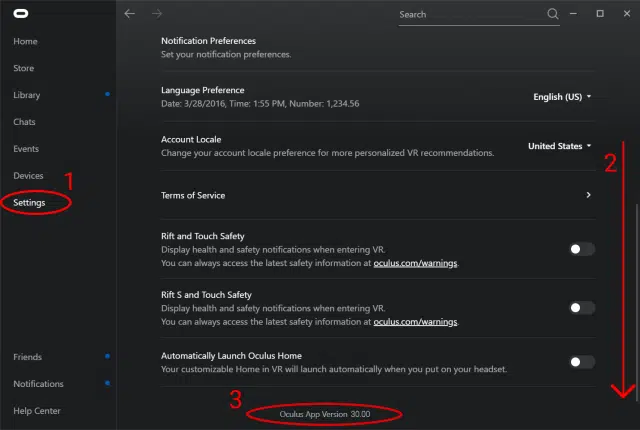 Search
Home
Store
Library
Chats
Events
Devices
1
Settings
Friends
Notifications
Help Center
Notification Preferences
Set your notification preferences.
Language Preference
Date: 3/28/2016, Time: 1:55 PM, Number: 1,234.56
English (US)
Account Locale
Change your account locale preference for more personalized VR recommendations.
United States
2
Terms of Service
Rift and Touch Safety
Display health and safety notifications when entering VR.
You can always access the latest safety information at oculus.com/warnings.
Rift S and Touch Safety
Display health and safety notifications when entering VR.
You can always access the latest safety information at oculus.com/warnings.
Automatically Launch Oculus Home
Your customizable Home in VR will launch automatically when you put on your headset.
3
Oculus App Version 30.00